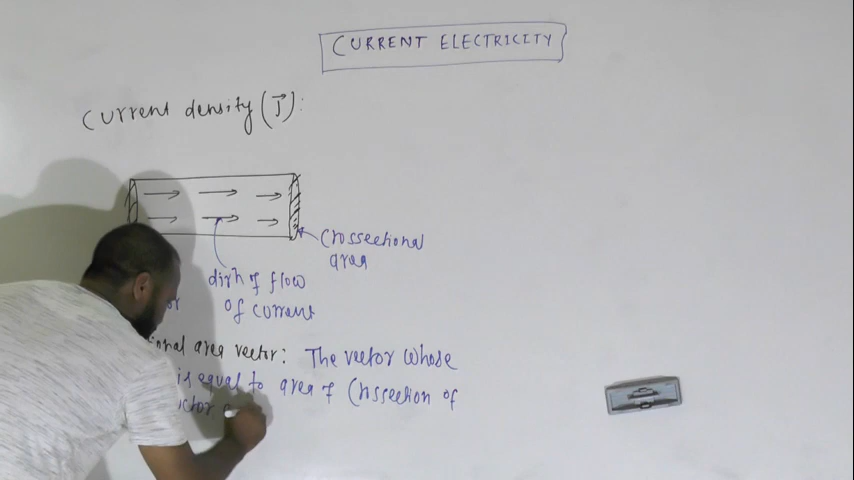 CURRENT ELECTRICITY
Current density (J⃗):
Crossectional
area
dirn of flow
of current
onal area vector: The vector whose
is equal to area of Crossection of
ctor